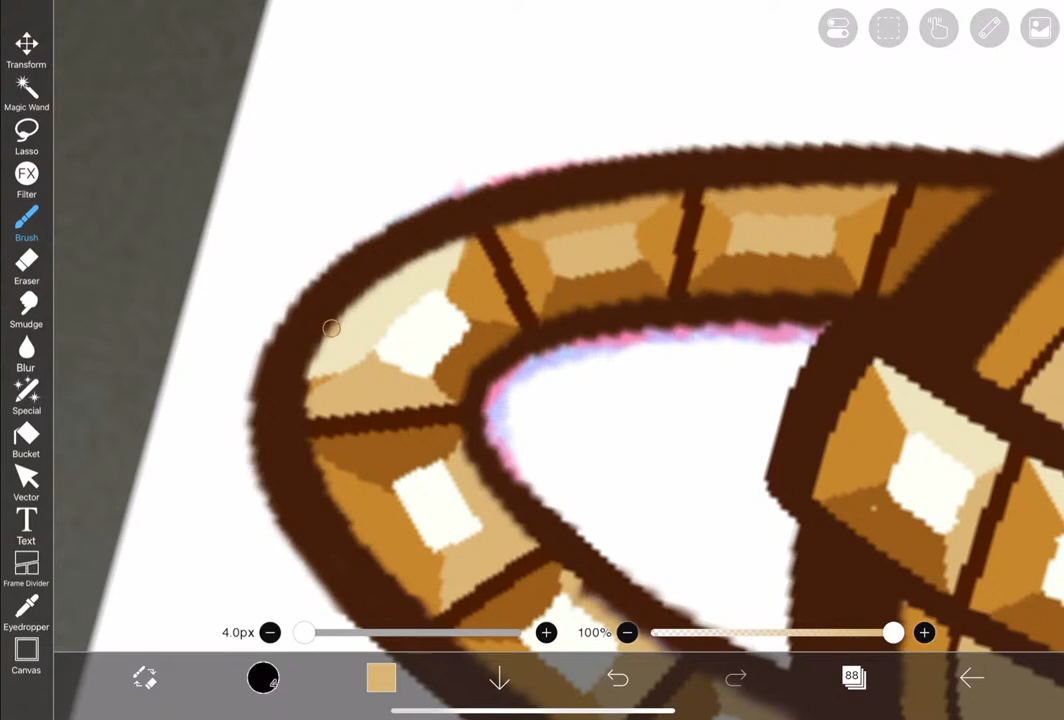 Transform
Magic Wand
Lasso
FX
Filter
Brush
Eraser
Smudge
Blur
Special
Bucket
Vector
T
Text
Frame Divider
Eyedropper
Canvas
4.0px
100%
88